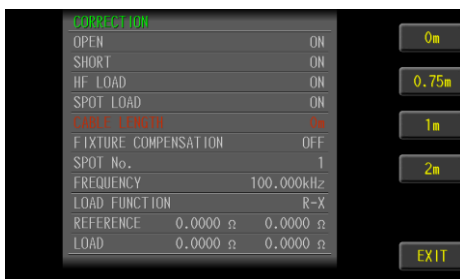 CORRECTION
OPEN ON
SHORT ON
HF LOAD ON
SPOT LOAD ON
CABLE LENGTH 0m
FIXTURE COMPENSATION OFF
SPOT No. 1
FREQUENCY 100.000kHz
LOAD FUNCTION R-X
REFERENCE 0.0000 Ω 0.0000 Ω
LOAD 0.0000 Ω 0.0000 Ω
0m
0.75m
1m
2m
EXIT